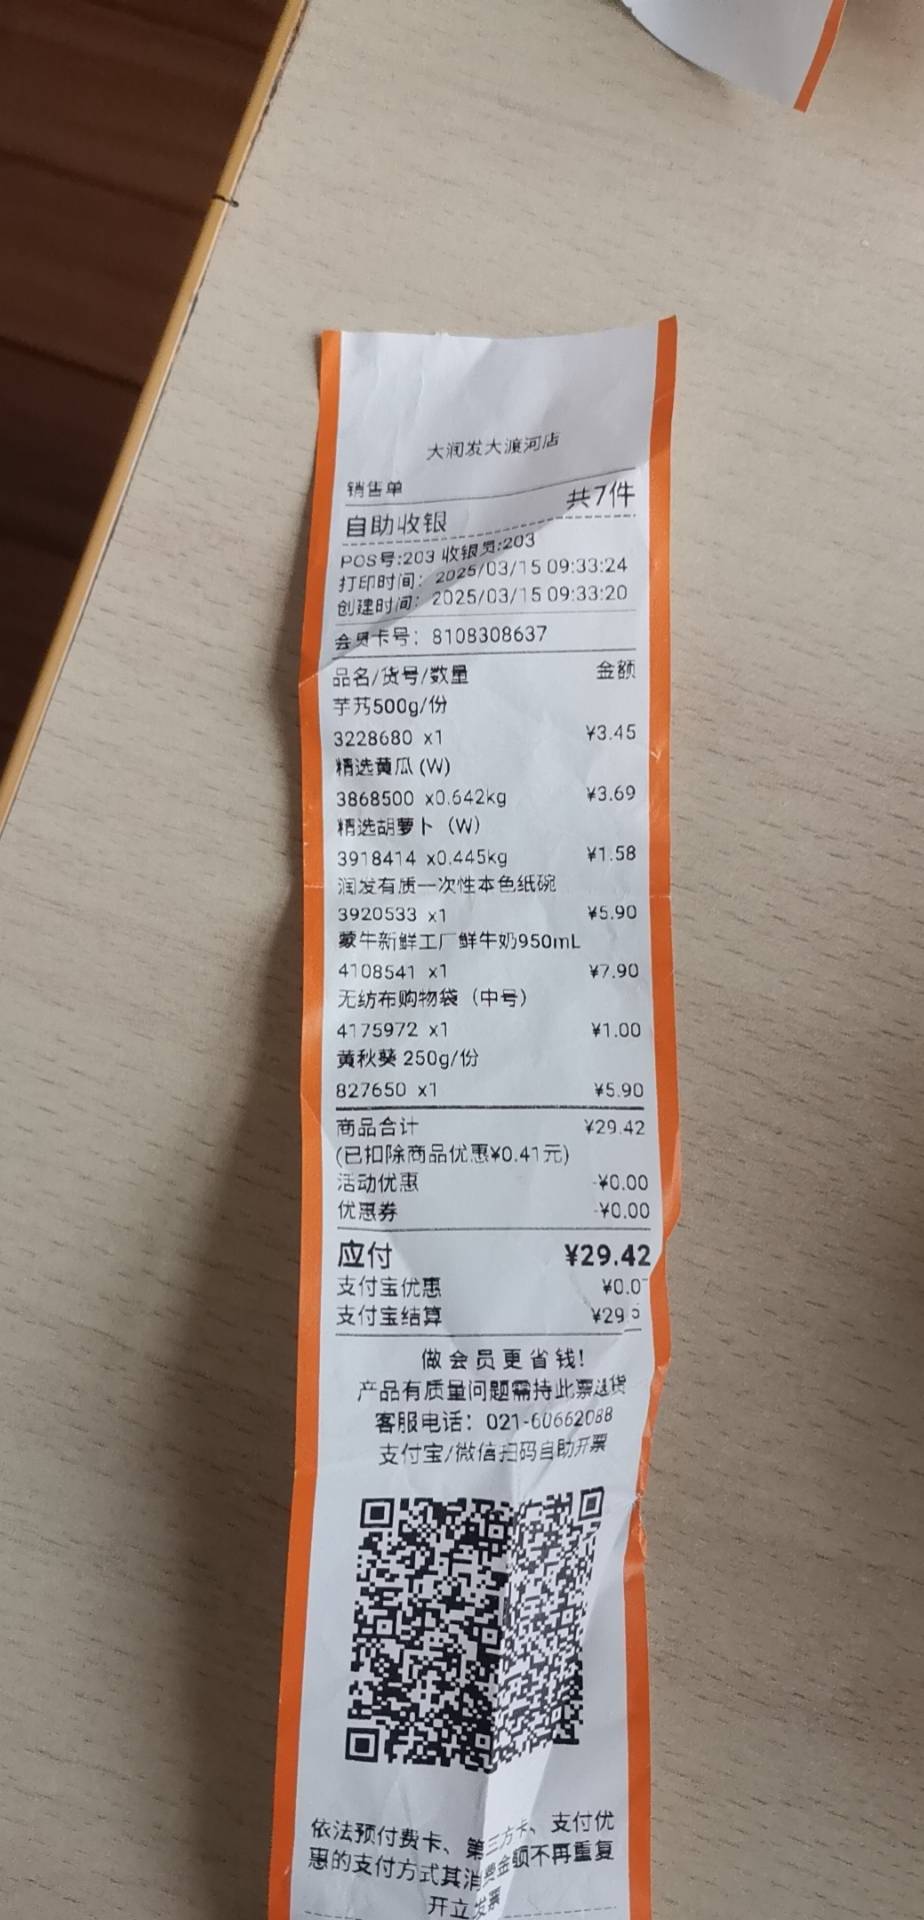 大润发大渡河店
销售单
共7件
自助收银
POS号:203 收银员:203
打印时间: 2025/03/15 09:33:24
创建时间: 2025/03/15 09:33:20
会员卡号: 8108308637
品名/货号/数量 金额
芋艿500g/份
3228680 x1 ¥3.45
精选黄瓜 (W)
3868500 x0.642kg ¥3.69
精选胡萝卜 (W)
3918414 x0.445kg ¥1.58
润发有质一次性本色纸碗
3920533 x1 ¥5.90
蒙牛新鲜工厂鲜牛奶950mL
4108541 x1 ¥7.90
无纺布购物袋（中号）
4175972 x1 ¥1.00
黄秋葵 250g/份
827650 x1 ¥5.90
商品合计 ¥29.42
(已扣除商品优惠¥0.41元)
活动优惠 -¥0.00
优惠券 -¥0.00
应付 ¥29.42
支付宝优惠
支付宝结算
做会员更省钱!
产品有质量问题需持此票退货
客服电话: 021-60662088
支付宝/微信扫码自助开票
依法预付费卡、第三方卡、支付优
惠的支付方式其消费金额不再重复
开立发票